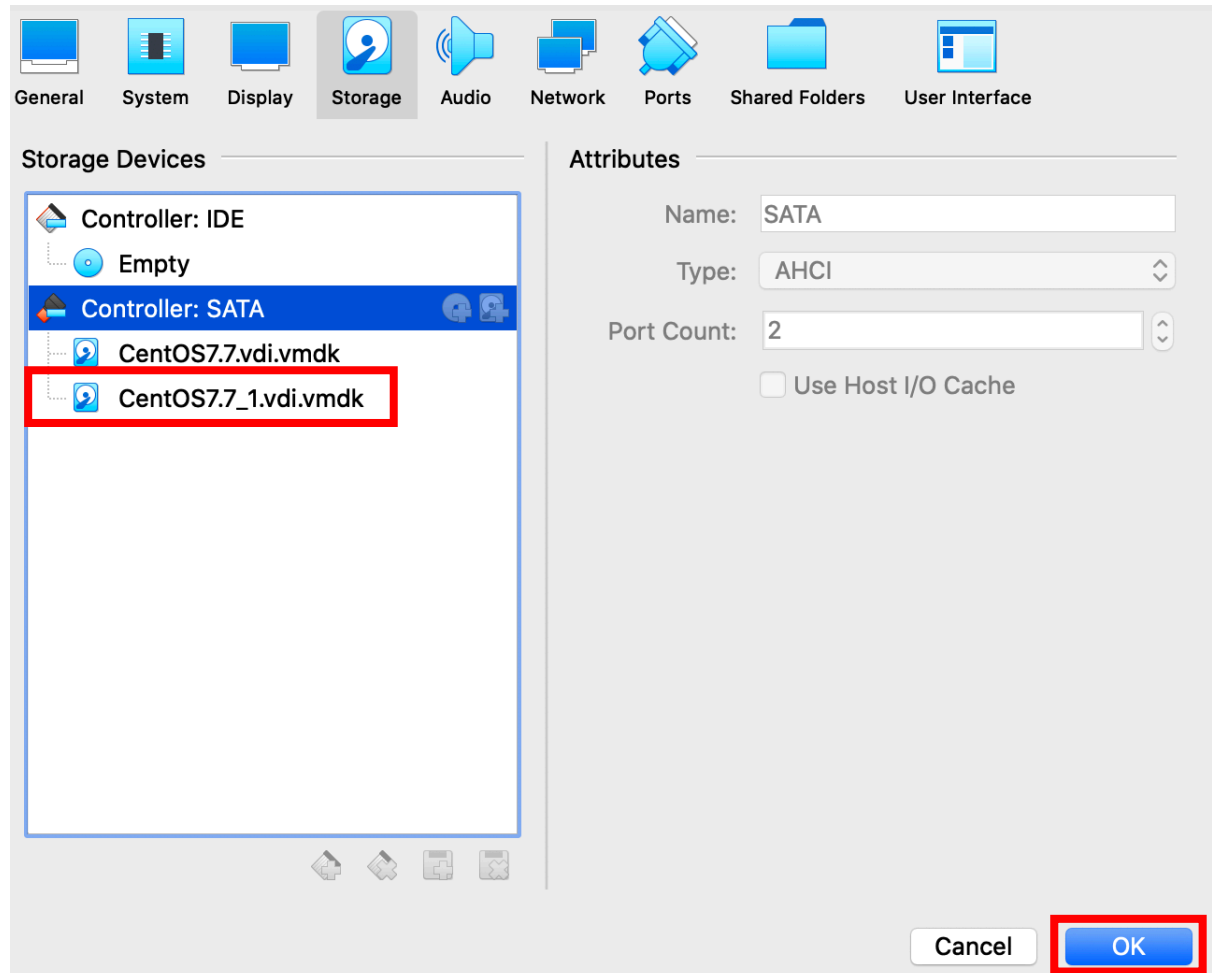 General System Display Storage Audio Network Ports Shared Folders User Interface
Storage Devices
Controller: IDE
Empty
Controller: SATA
CentOS7.7.vdi.vmdk
CentOS7.7_1.vdi.vmdk
Attributes
Name: SATA
Type: AHCI
Port Count: 2
Use Host I/O Cache
Cancel OK